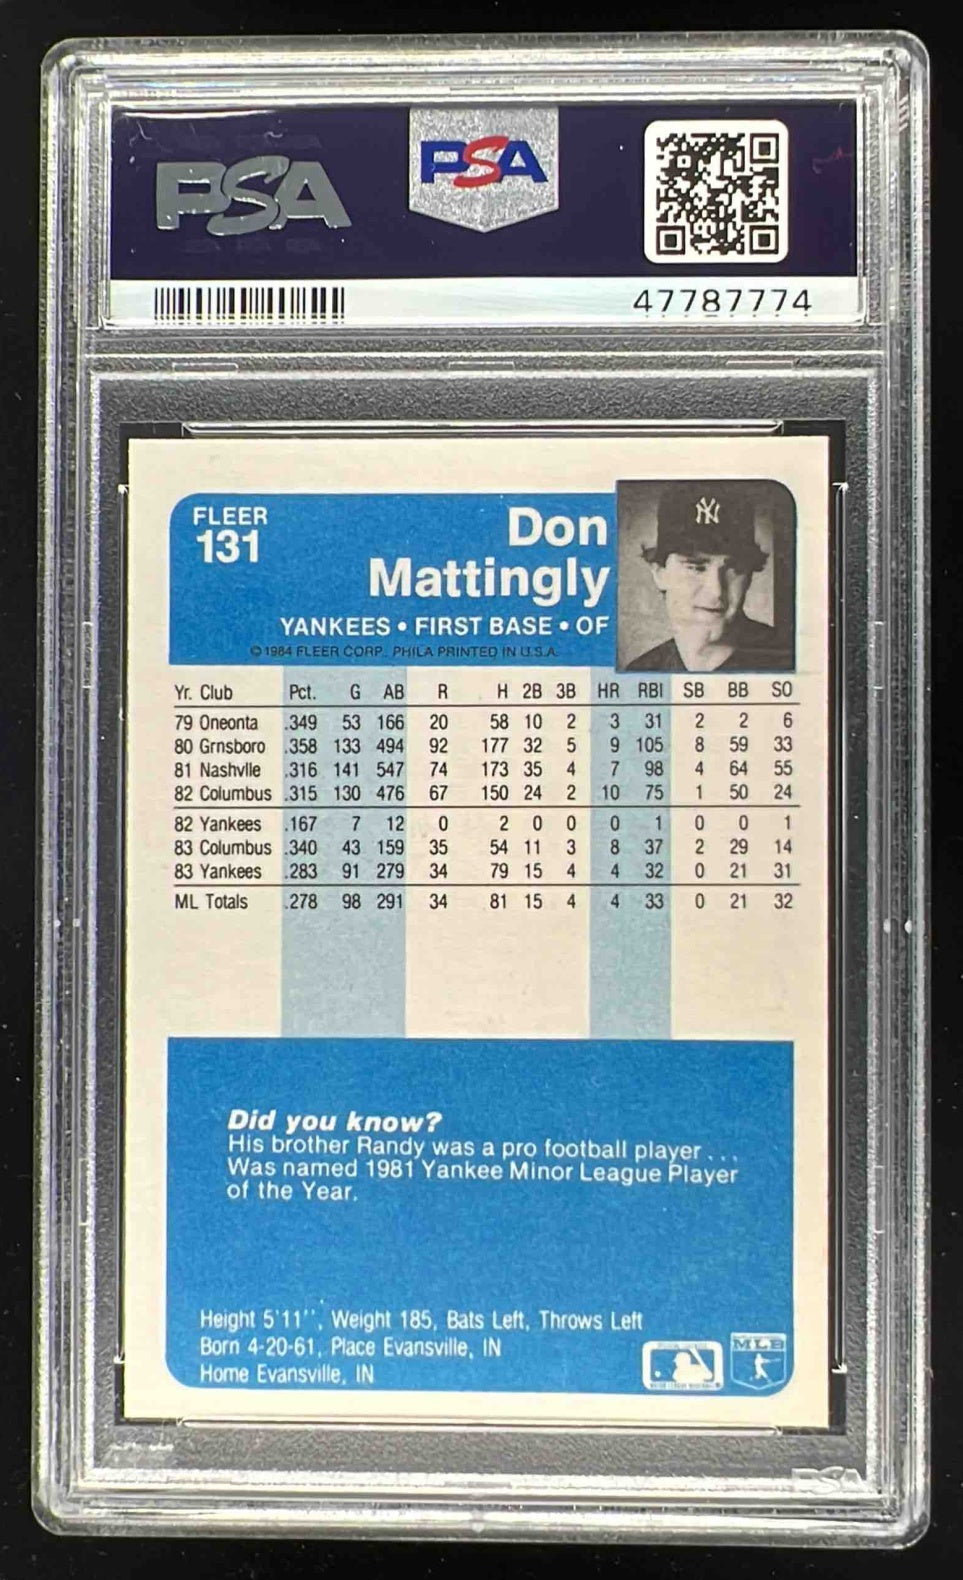 PSA
PSA
47787774
FLEER
131
Don
Mattingly
YANKEES • FIRST BASE • OF
© 1984 FLEER CORP., PHILA PRINTED IN U.S.A.
Yr. Club Pct. G AB R H 2B 3B HR RBI SB BB SO
79 Oneonta .349 53 166 20 58 10 2 3 31 2 2 6
80 Grnsboro .358 133 494 92 177 32 5 9 105 8 59 33
81 Nashvlle .316 141 547 74 173 35 4 7 98 4 64 55
82 Columbus .315 130 476 67 150 24 2 10 75 1 50 24
82 Yankees .167 7 12 0 2 0 0 0 1 0 0 1
83 Columbus .340 43 159 35 54 11 3 8 37 2 29 14
83 Yankees .283 91 279 34 79 15 4 4 32 0 21 31
ML Totals .278 98 291 34 81 15 4 4 33 0 21 32
Did you know?
His brother Randy was a pro football player . . .
Was named 1981 Yankee Minor League Player
of the Year.
Height 5'11'', Weight 185, Bats Left, Throws Left
Born 4-20-61, Place Evansville, IN
Home Evansville, IN
MLB
PSA